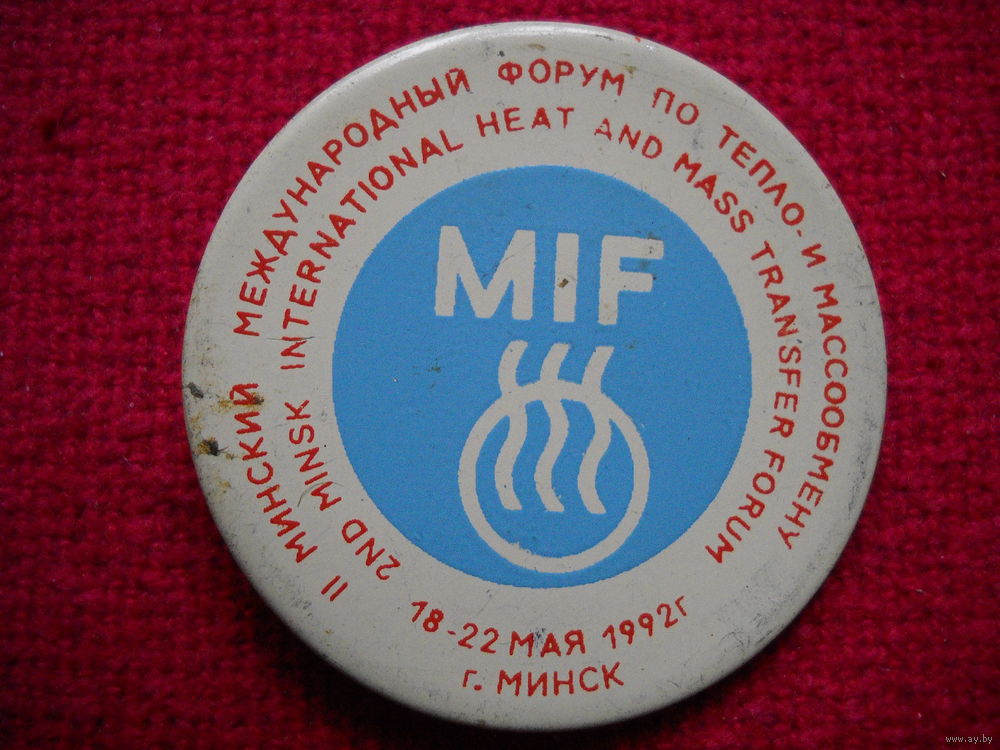 II МИНСКИЙ МЕЖДУНАРОДНЫЙ ФОРУМ ПО ТЕПЛО- И МАССООБМЕНУ
2ND MINSK INTERNATIONAL HEAT AND MASS TRANSFER FORUM
MIF
18-22 МАЯ 1992г
г. МИНСК
www.ay.by